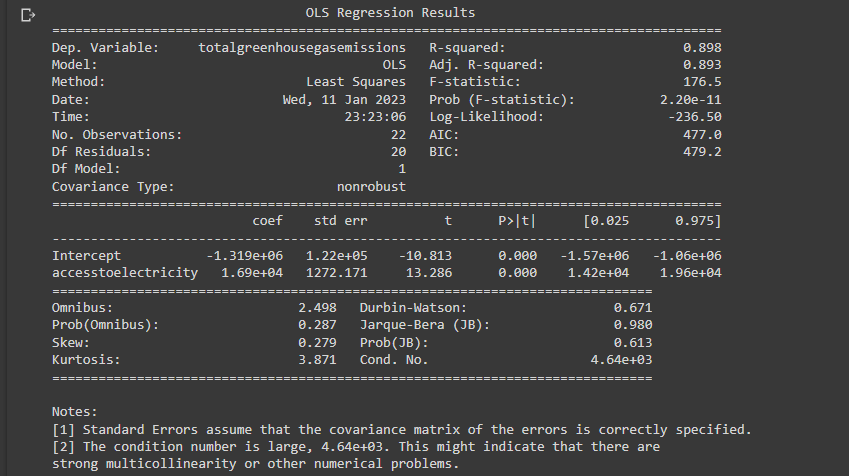 OLS Regression Results
==============================================================================
Dep. Variable: totalgreenhousegasemissions R-squared: 0.898
Model: OLS Adj. R-squared: 0.893
Method: Least Squares F-statistic: 176.5
Date: Wed, 11 Jan 2023 Prob (F-statistic): 2.20e-11
Time: 23:23:06 Log-Likelihood: -236.50
No. Observations: 22 AIC: 477.0
Df Residuals: 20 BIC: 479.2
Df Model: 1
Covariance Type: nonrobust
==============================================================================
coef std err t P>|t| [0.025 0.975]
------------------------------------------------------------------------------
Intercept -1.319e+06 1.22e+05 -10.813 0.000 -1.57e+06 -1.06e+06
accesstoelectricity 1.69e+04 1272.171 13.286 0.000 1.42e+04 1.96e+04
==============================================================================
Omnibus: 2.498 Durbin-Watson: 0.671
Prob(Omnibus): 0.287 Jarque-Bera (JB): 0.980
Skew: 0.279 Prob(JB): 0.613
Kurtosis: 3.871 Cond. No. 4.64e+03
==============================================================================
Notes:
[1] Standard Errors assume that the covariance matrix of the errors is correctly specified.
[2] The condition number is large, 4.64e+03. This might indicate that there are
strong multicollinearity or other numerical problems.